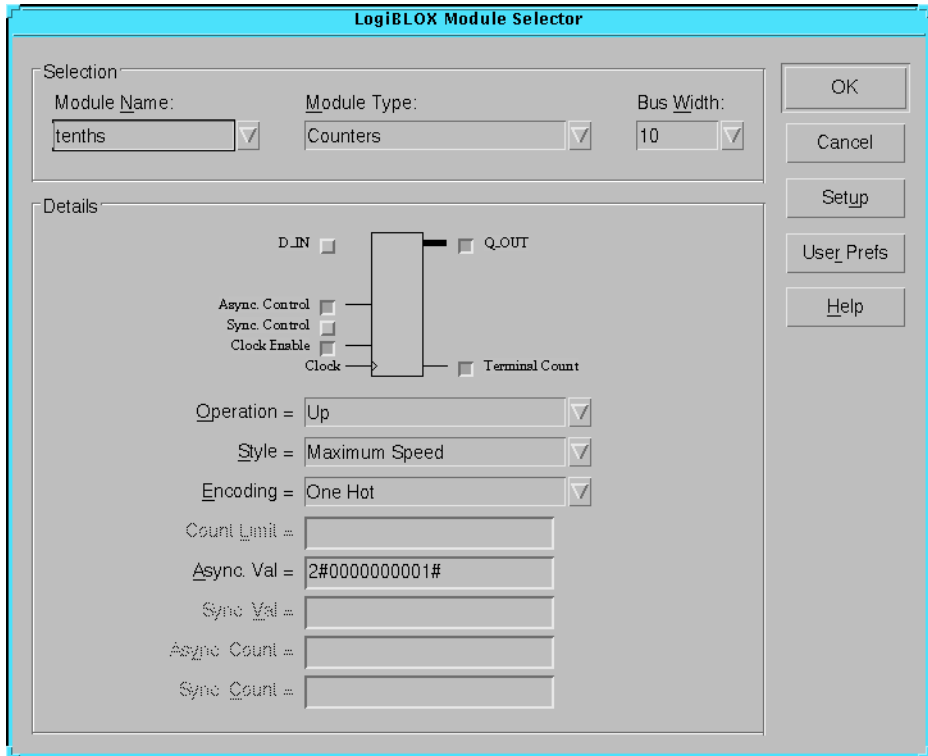 LogiBLOX Module Selector
Selection
Module Name: Module Type: Bus Width:
tenths Counters 10
OK
Cancel
Setup
User Prefs
Help
Details
D_IN Q_OUT
Async. Control
Sync. Control
Clock Enable
Clock Terminal Count
Operation = Up
Style = Maximum Speed
Encoding = One Hot
Count Limit =
Async. Val = 2#0000000001#
Sync. Val =
Async. Count =
Sync. Count =